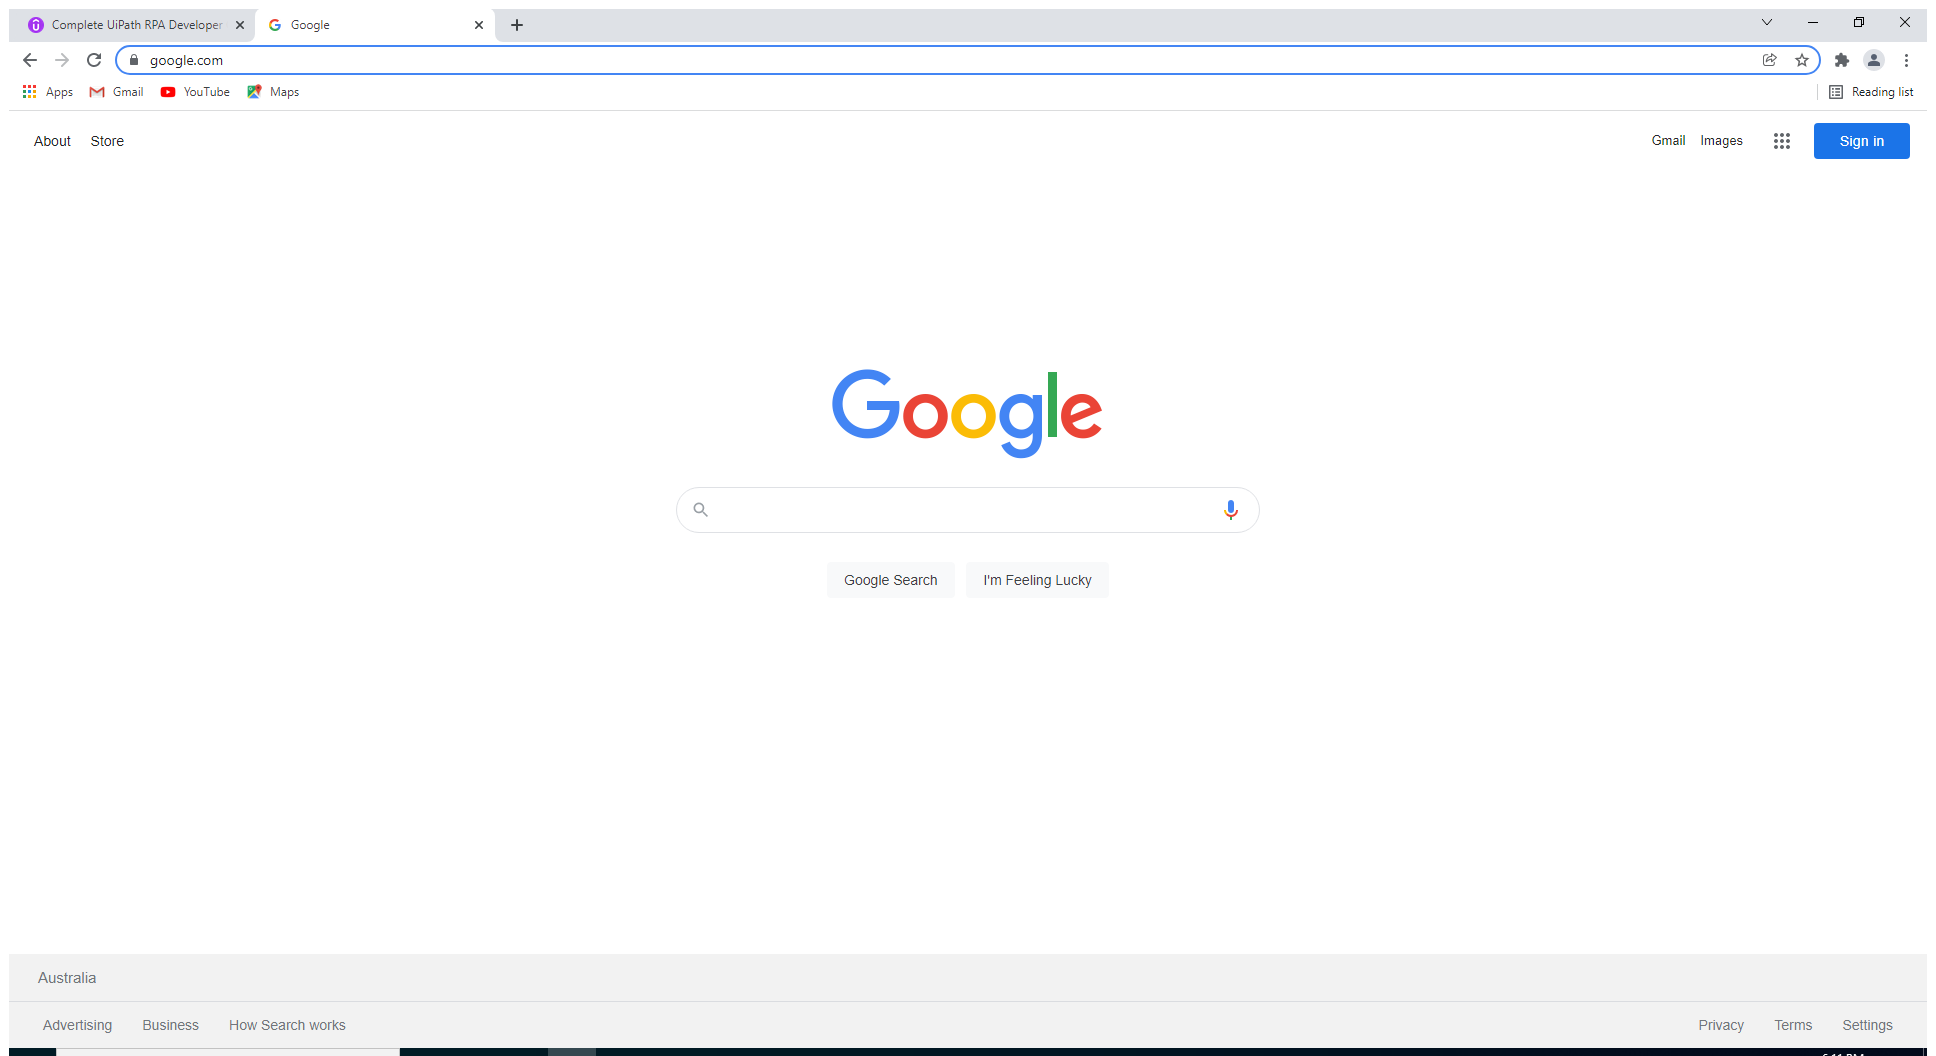 Complete UiPath RPA Developer
Google
google.com
Apps Gmail YouTube Maps Reading list
About Store Gmail Images Sign in
Google
Google Search I'm Feeling Lucky
Australia
Advertising Business How Search works Privacy Terms Settings